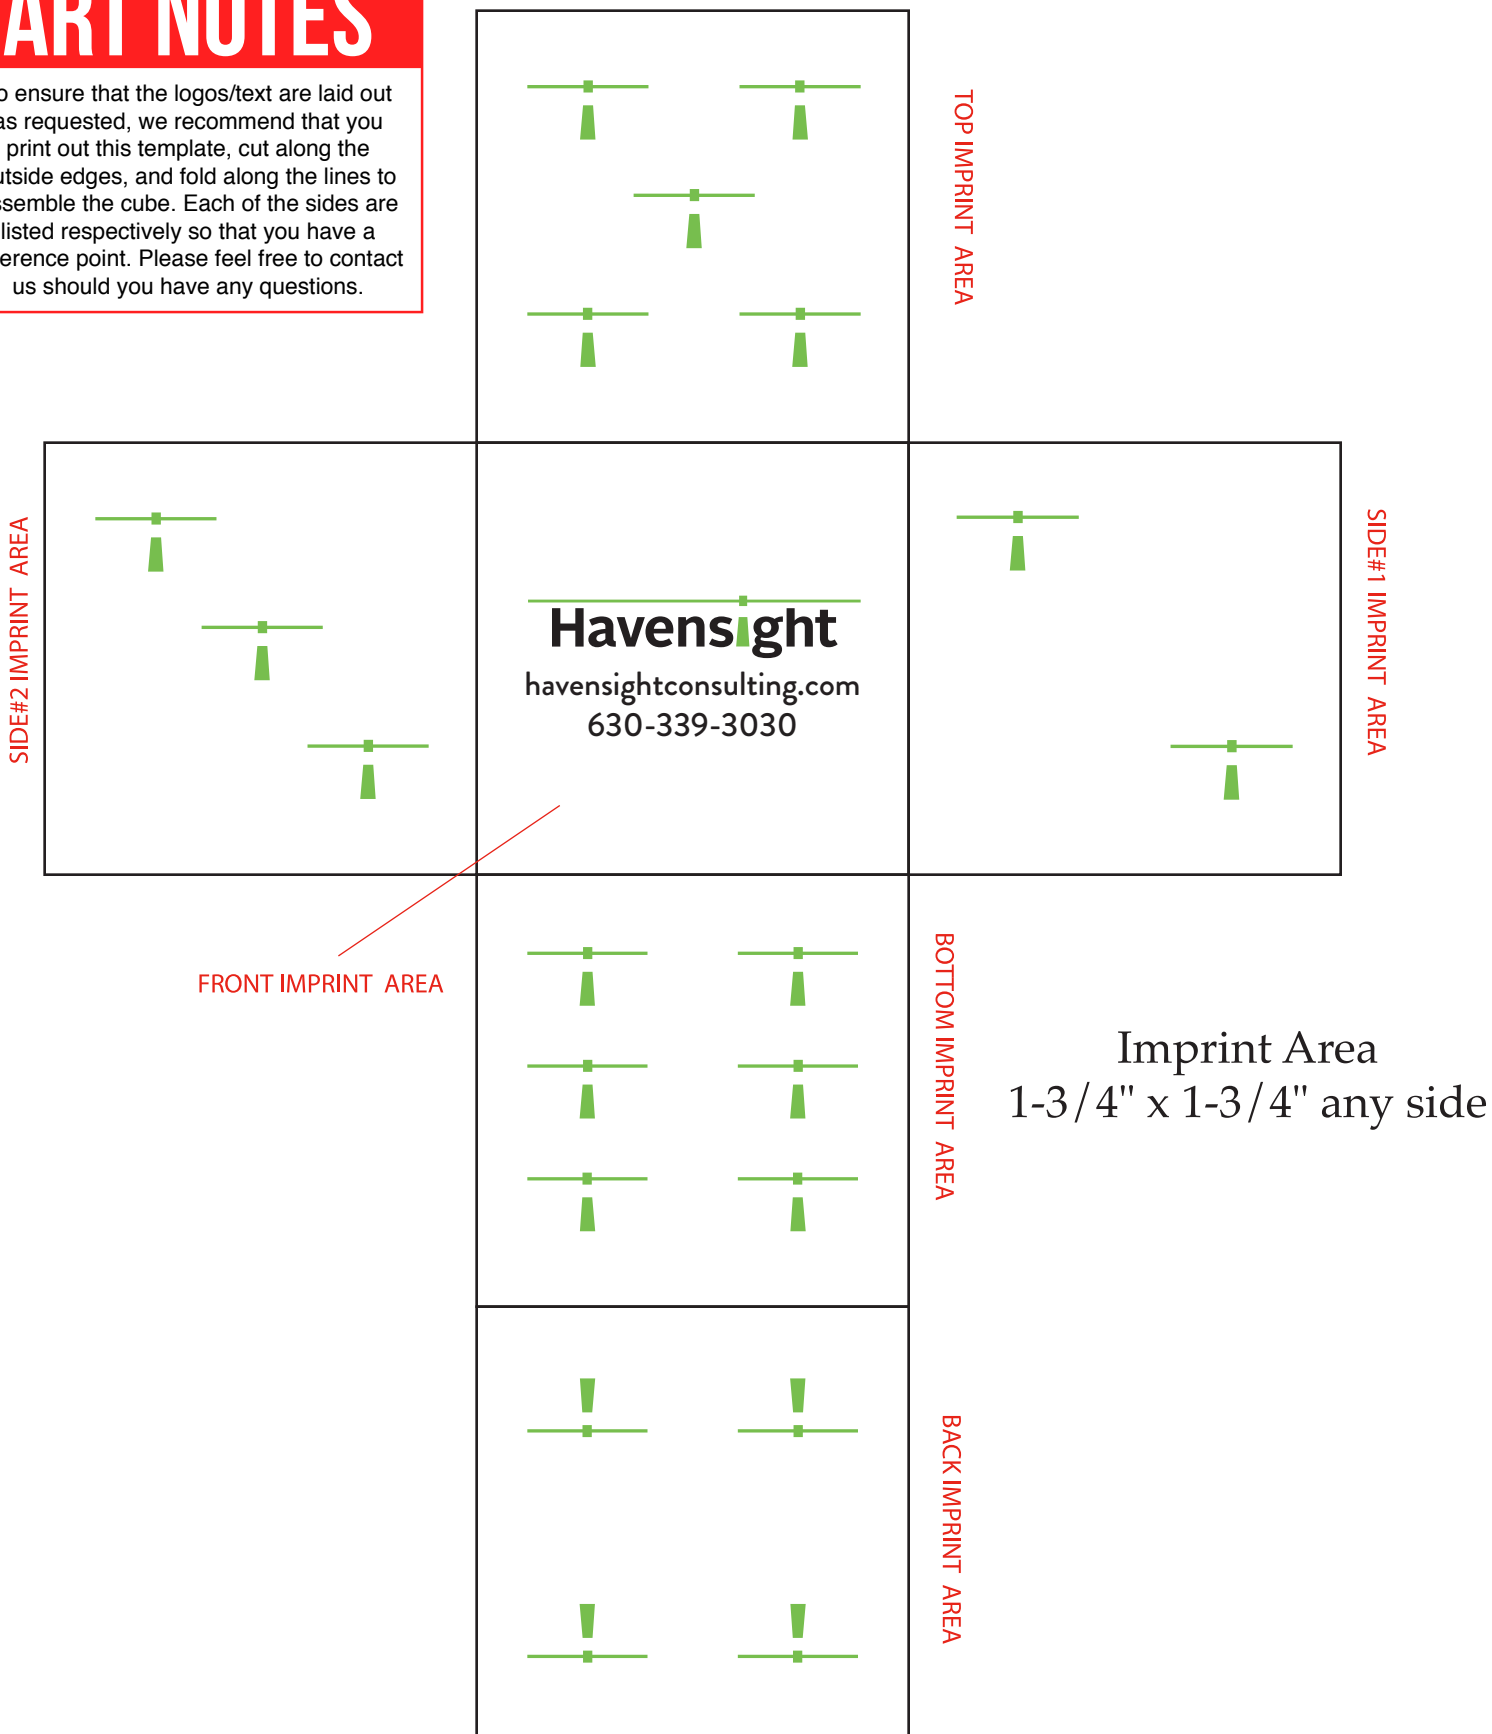 ART NOTES
ensure that the logos/text are laid out
as requested, we recommend that you
print out this template, cut along the
edges, and fold along the lines to
the cube. Each of the sides are
listed respectively so that you have a
point. Please feel free to contact
us should you have any questions.
TOP IMPRINT AREA
SIDE#2 IMPRINT AREA
Havensight
havensightconsulting.com
630-339-3030
SIDE#1 IMPRINT AREA
FRONT IMPRINT AREA
BOTTOM IMPRINT AREA
Imprint Area
1-3/4" x 1-3/4" any side
BACK IMPRINT AREA